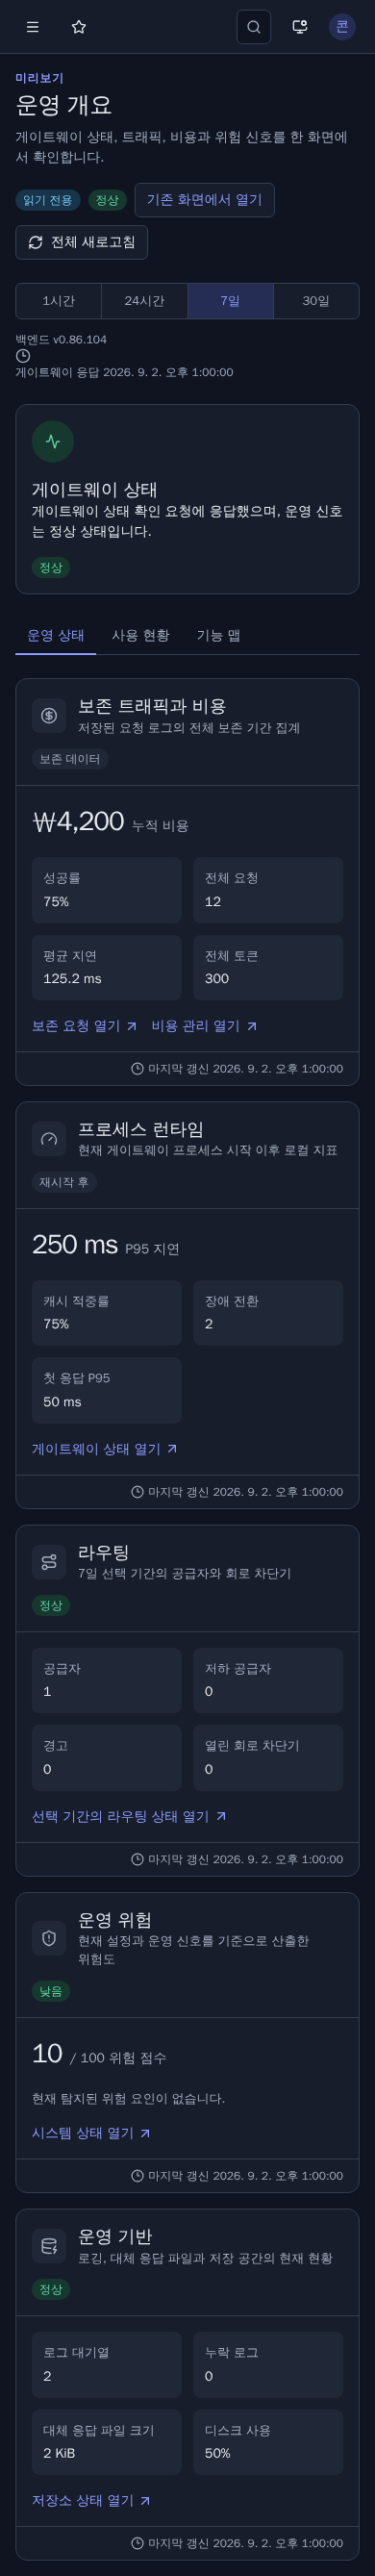 콘
미리보기
운영 개요
게이트웨이 상태, 트래픽, 비용과 위험 신호를 한 화면에
서 확인합니다.
읽기 전용 정상 기존 화면에서 열기
전체 새로고침
1시간 24시간 7일 30일
백엔드 v0.86.104
게이트웨이 응답 2026. 9. 2. 오후 1:00:00
게이트웨이 상태
게이트웨이 상태 확인 요청에 응답했으며, 운영 신호
는 정상 상태입니다.
정상
운영 상태 사용 현황 기능 맵
보존 트래픽과 비용
저장된 요청 로그의 전체 보존 기간 집계
보존 데이터
₩4,200 누적 비용
성공률 전체 요청
75% 12
평균 지연 전체 토큰
125.2 ms 300
보존 요청 열기 비용 관리 열기
마지막 갱신 2026. 9. 2. 오후 1:00:00
프로세스 런타임
현재 게이트웨이 프로세스 시작 이후 로컬 지표
재시작 후
250 ms P95 지연
캐시 적중률 장애 전환
75% 2
첫 응답 P95
50 ms
게이트웨이 상태 열기
마지막 갱신 2026. 9. 2. 오후 1:00:00
라우팅
7일 선택 기간의 공급자와 회로 차단기
정상
공급자 저하 공급자
1 0
경고 열린 회로 차단기
0 0
선택 기간의 라우팅 상태 열기
마지막 갱신 2026. 9. 2. 오후 1:00:00
운영 위험
현재 설정과 운영 신호를 기준으로 산출한
위험도
낮음
10 / 100 위험 점수
현재 탐지된 위험 요인이 없습니다.
시스템 상태 열기
마지막 갱신 2026. 9. 2. 오후 1:00:00
운영 기반
로깅, 대체 응답 파일과 저장 공간의 현재 현황
정상
로그 대기열 누락 로그
2 0
대체 응답 파일 크기 디스크 사용
2 KiB 50%
저장소 상태 열기
마지막 갱신 2026. 9. 2. 오후 1:00:00